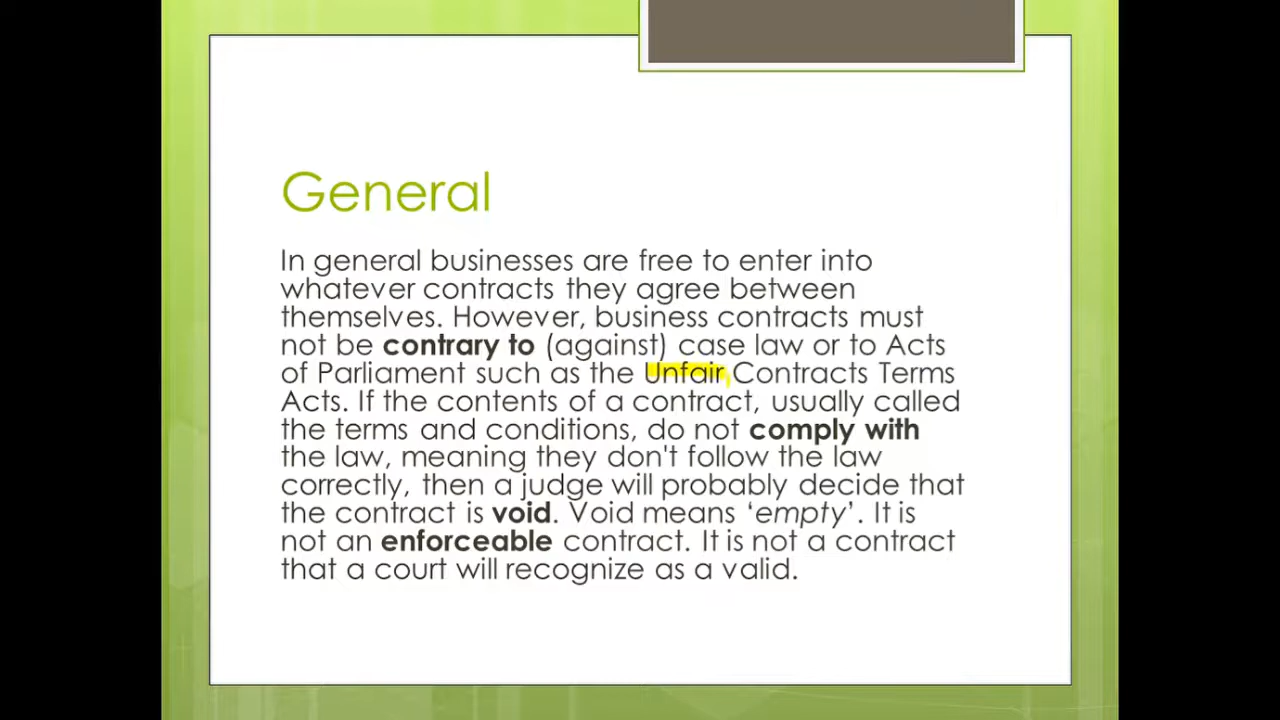 General
In general businesses are free to enter into
whatever contracts they agree between
themselves. However, business contracts must
not be contrary to (against) case law or to Acts
of Parliament such as the Unfair Contracts Terms
Acts. If the contents of a contract, usually called
the terms and conditions, do not comply with
the law, meaning they don't follow the law
correctly, then a judge will probably decide that
the contract is void. Void means ‘empty’. It is
not an enforceable contract. It is not a contract
that a court will recognize as a valid.